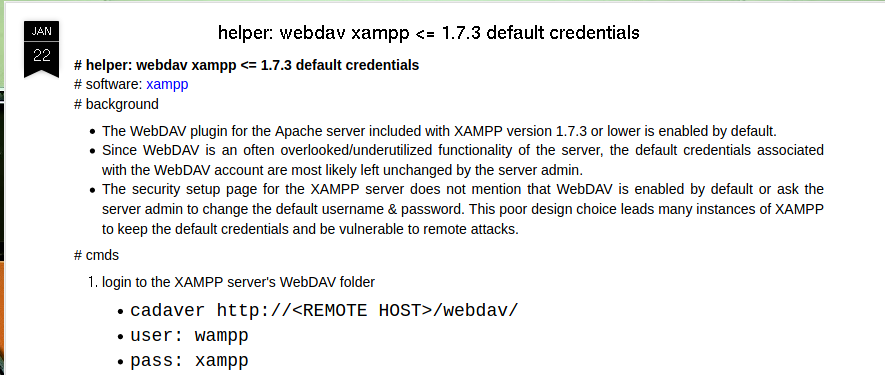 JAN
22
helper: webdav xampp <= 1.7.3 default credentials
# helper: webdav xampp <= 1.7.3 default credentials
# software: xampp
# background
• The WebDAV plugin for the Apache server included with XAMPP version 1.7.3 or lower is enabled by default.
• Since WebDAV is an often overlooked/underutilized functionality of the server, the default credentials associated
with the WebDAV account are most likely left unchanged by the server admin.
• The security setup page for the XAMPP server does not mention that WebDAV is enabled by default or ask the
server admin to change the default username & password. This poor design choice leads many instances of XAMPP
to keep the default credentials and be vulnerable to remote attacks.
# cmds
1. login to the XAMPP server's WebDAV folder
• cadaver http://<REMOTE HOST>/webdav/
• user: wampp
• pass: xampp